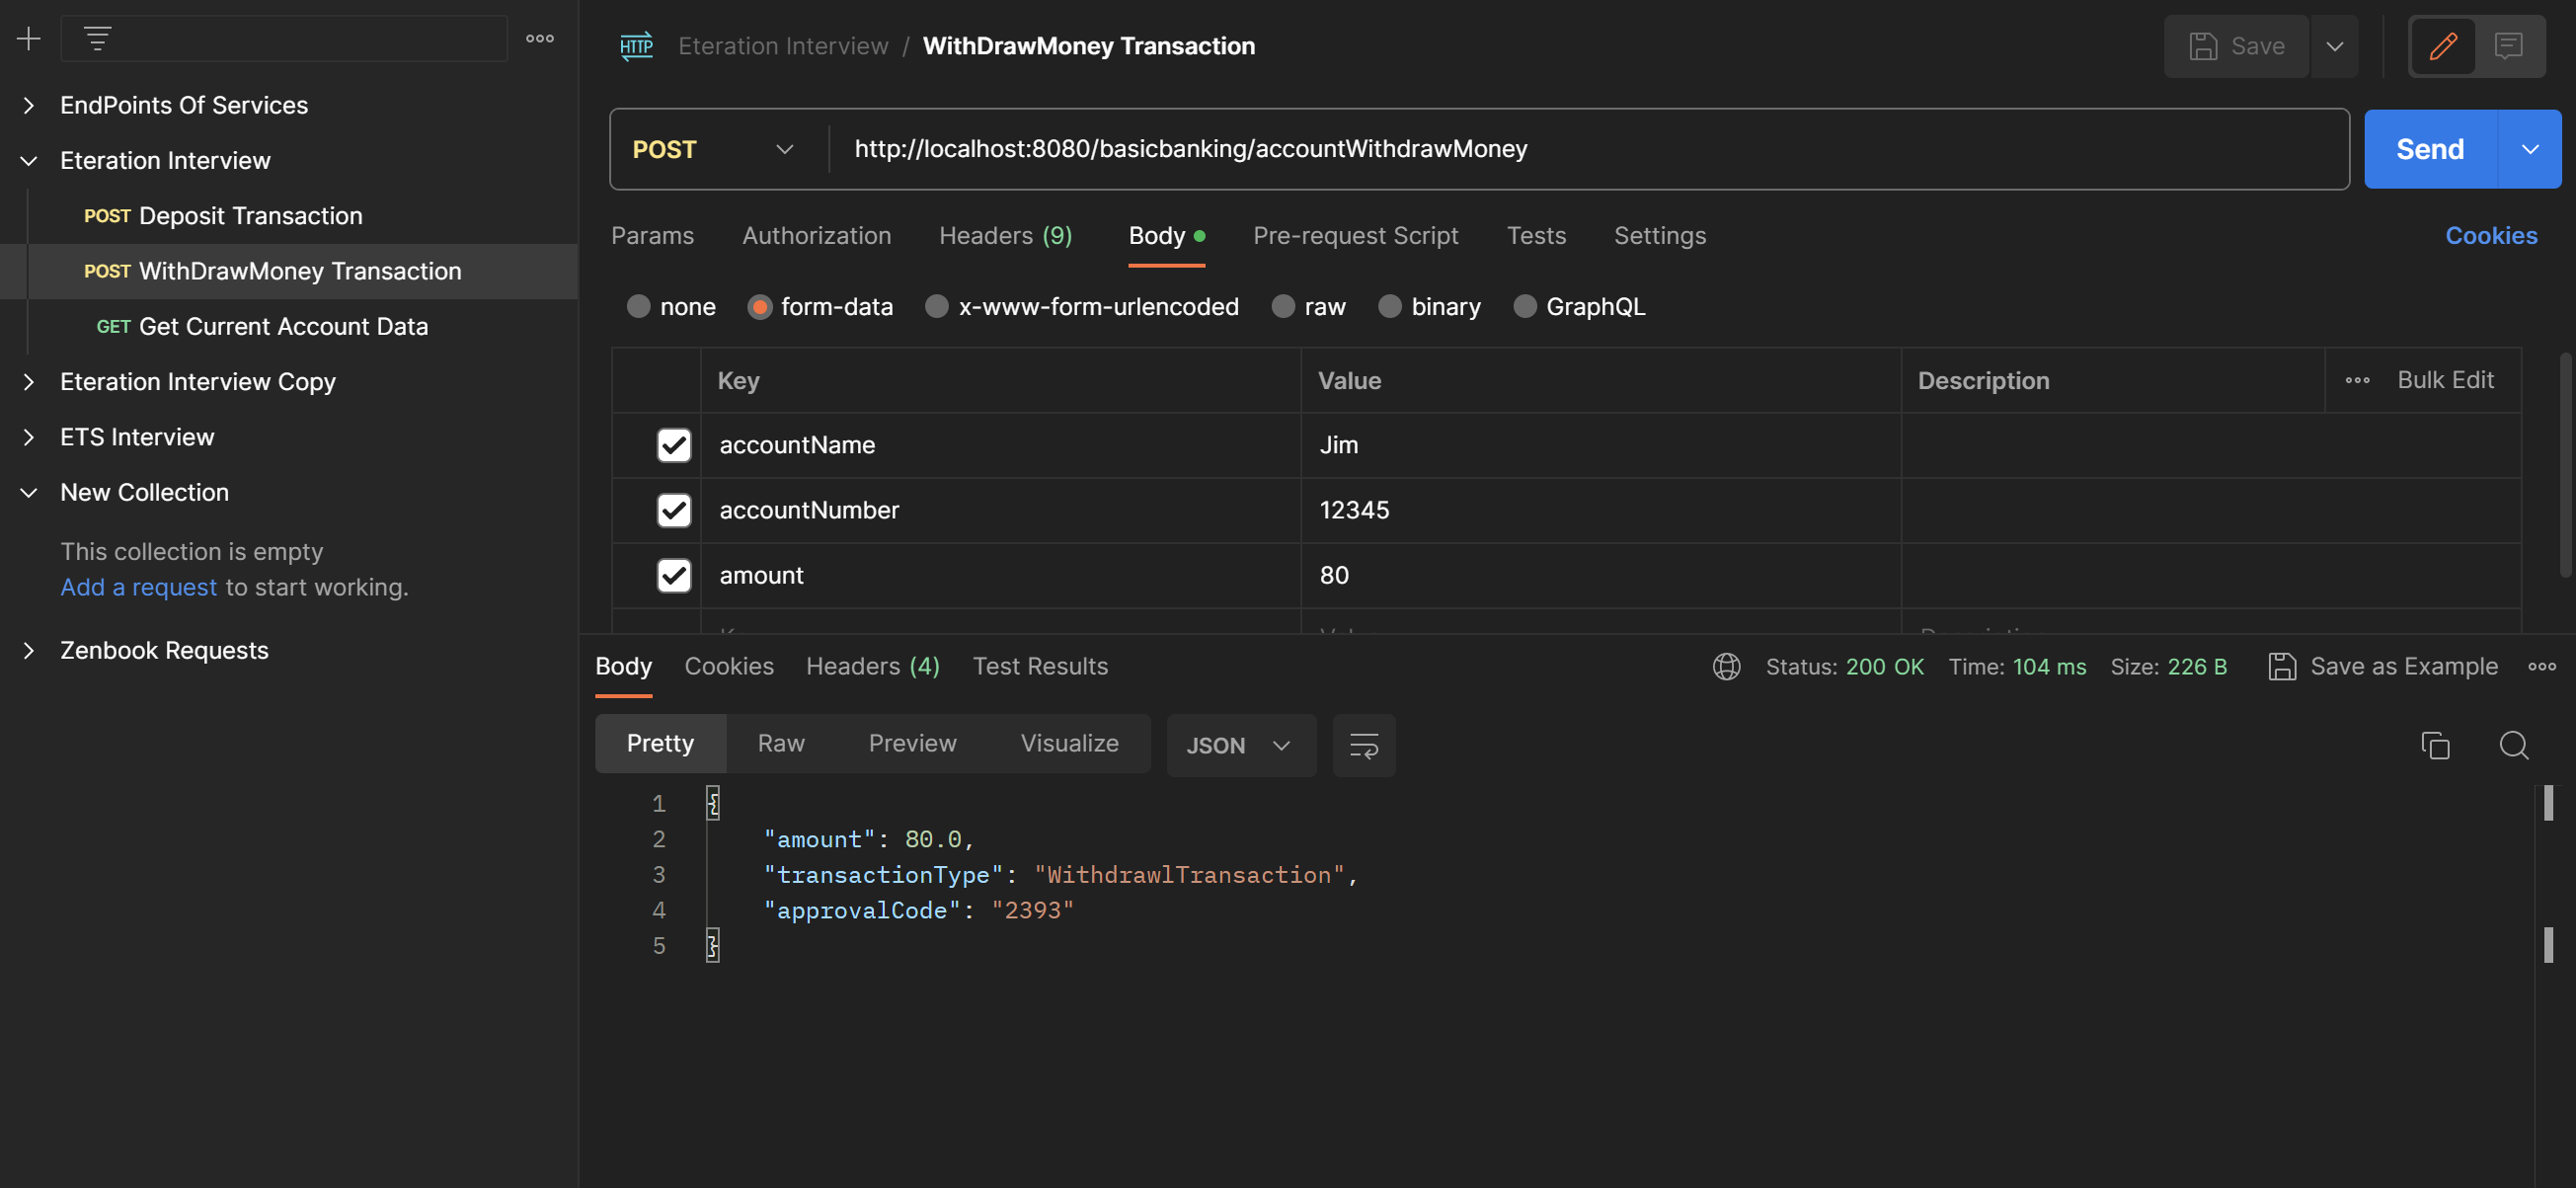 EndPoints Of Services
Eteration Interview
POST Deposit Transaction
POST WithDrawMoney Transaction
GET Get Current Account Data
Eteration Interview Copy
ETS Interview
New Collection
This collection is empty
Add a request to start working.
Zenbook Requests
HTTP Eteration Interview / WithDrawMoney Transaction
Save
POST http://localhost:8080/basicbanking/accountWithdrawMoney Send
Params Authorization Headers (9) Body Pre-request Script Tests Settings Cookies
none form-data x-www-form-urlencoded raw binary GraphQL
Key Value Description Bulk Edit
accountName Jim
accountNumber 12345
amount 80
Body Cookies Headers (4) Test Results Status: 200 OK Time: 104 ms Size: 226 B Save as Example
Pretty Raw Preview Visualize JSON
1 {
2 "amount": 80.0,
3 "transactionType": "WithdrawlTransaction",
4 "approvalCode": "2393"
5 }